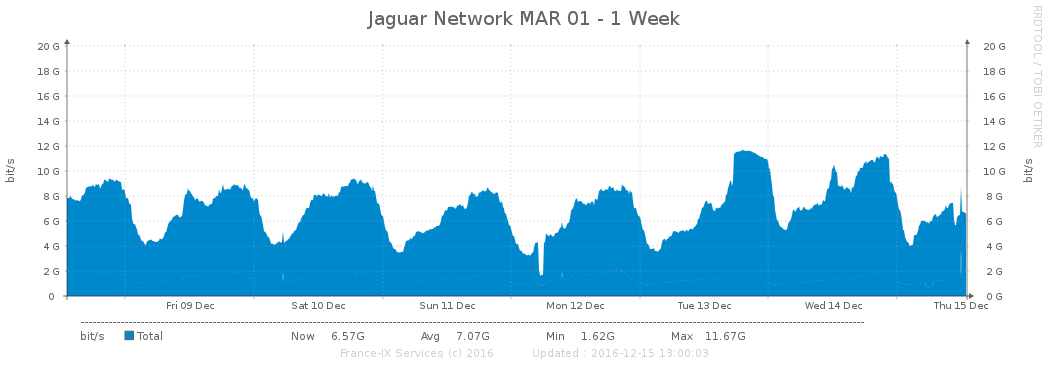 Jaguar Network MAR 01 - 1 Week
RRDTOOL / TOBI OETIKER
bit/s
20 G 20 G
18 G 18 G
16 G 16 G
14 G 14 G
12 G 12 G
10 G 10 G
8 G 8 G
6 G 6 G
4 G 4 G
2 G 2 G
0 0 G
bit/s
Fri 09 Dec Sat 10 Dec Sun 11 Dec Mon 12 Dec Tue 13 Dec Wed 14 Dec Thu 15 Dec
bit/s Total Now 6.57G Avg 7.07G Min 1.62G Max 11.67G
France-IX Services (c) 2016 Updated : 2016-12-15 13:00:03